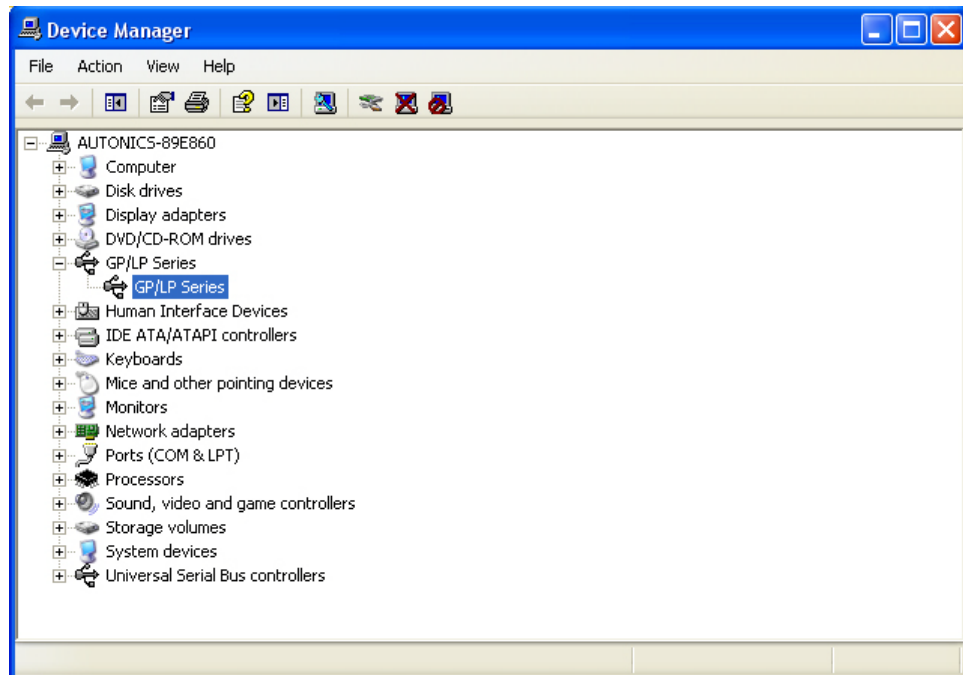 Device Manager
File Action View Help
AUTONICS-89E860
Computer
Disk drives
Display adapters
DVD/CD-ROM drives
GP/LP Series
GP/LP Series
Human Interface Devices
IDE ATA/ATAPI controllers
Keyboards
Mice and other pointing devices
Monitors
Network adapters
Ports (COM & LPT)
Processors
Sound, video and game controllers
Storage volumes
System devices
Universal Serial Bus controllers